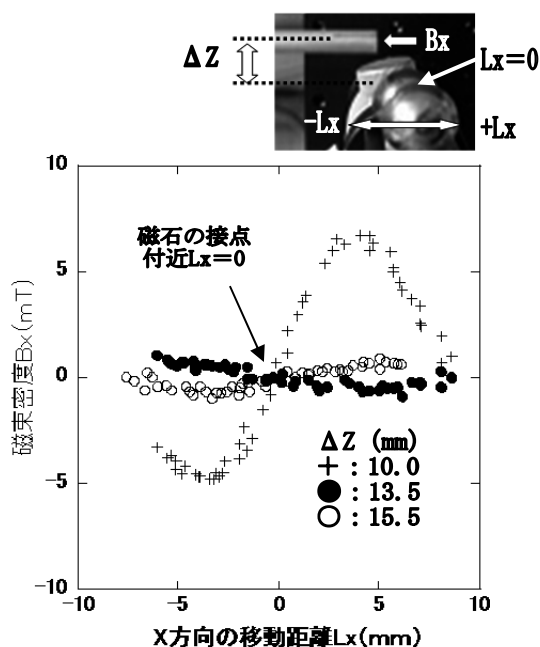 ΔZ
Bx
Lx=0
-Lx
+Lx
磁束密度Bx(mT)
10
5
0
-5
-10
磁石の接点
付近Lx=0
ΔZ (mm)
+ : 10.0
● : 13.5
○ : 15.5
-10
-5
0
5
10
X方向の移動距離Lx(mm)